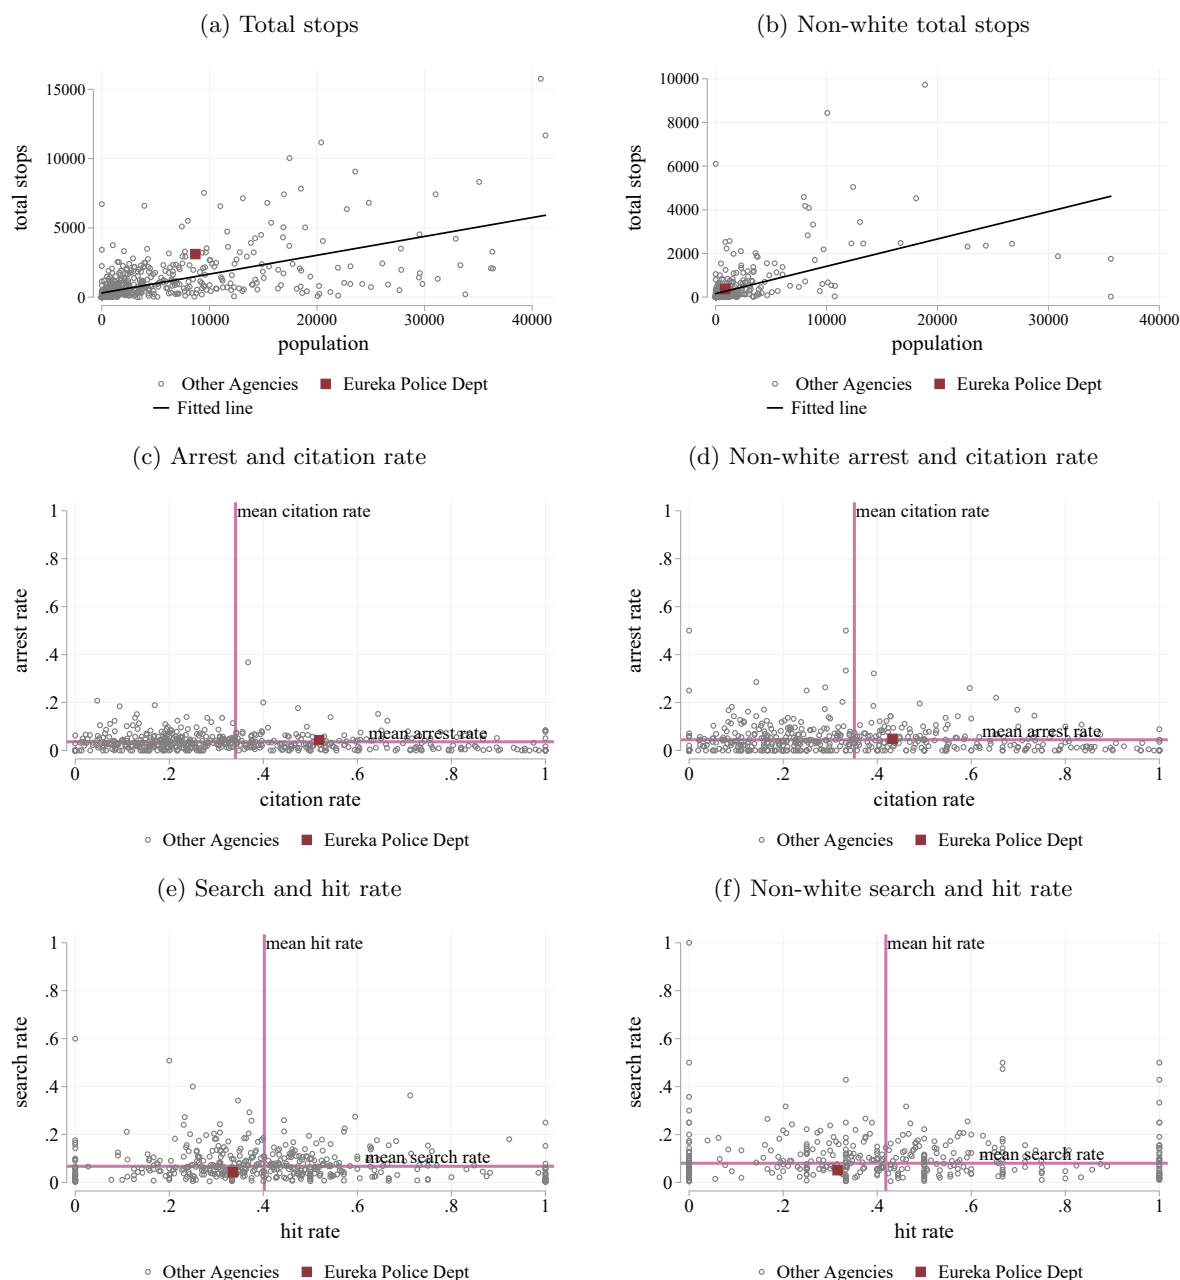 (a) Total stops
(b) Non-white total stops
total stops
15000
10000
5000
0
0 10000 20000 30000 40000
population
Other Agencies Eureka Police Dept
Fitted line
total stops
10000
8000
6000
4000
2000
0
0 10000 20000 30000 40000
population
Other Agencies Eureka Police Dept
Fitted line
(c) Arrest and citation rate
(d) Non-white arrest and citation rate
arrest rate
1
.8
.6
.4
.2
0
mean citation rate
mean arrest rate
0 .2 .4 .6 .8 1
citation rate
Other Agencies Eureka Police Dept
arrest rate
1
.8
.6
.4
.2
0
mean citation rate
mean arrest rate
0 .2 .4 .6 .8 1
citation rate
Other Agencies Eureka Police Dept
(e) Search and hit rate
(f) Non-white search and hit rate
search rate
1
.8
.6
.4
.2
0
mean hit rate
mean search rate
0 .2 .4 .6 .8 1
hit rate
Other Agencies Eureka Police Dept
search rate
1
.8
.6
.4
.2
0
mean hit rate
mean search rate
0 .2 .4 .6 .8 1
hit rate
Other Agencies Eureka Police Dept